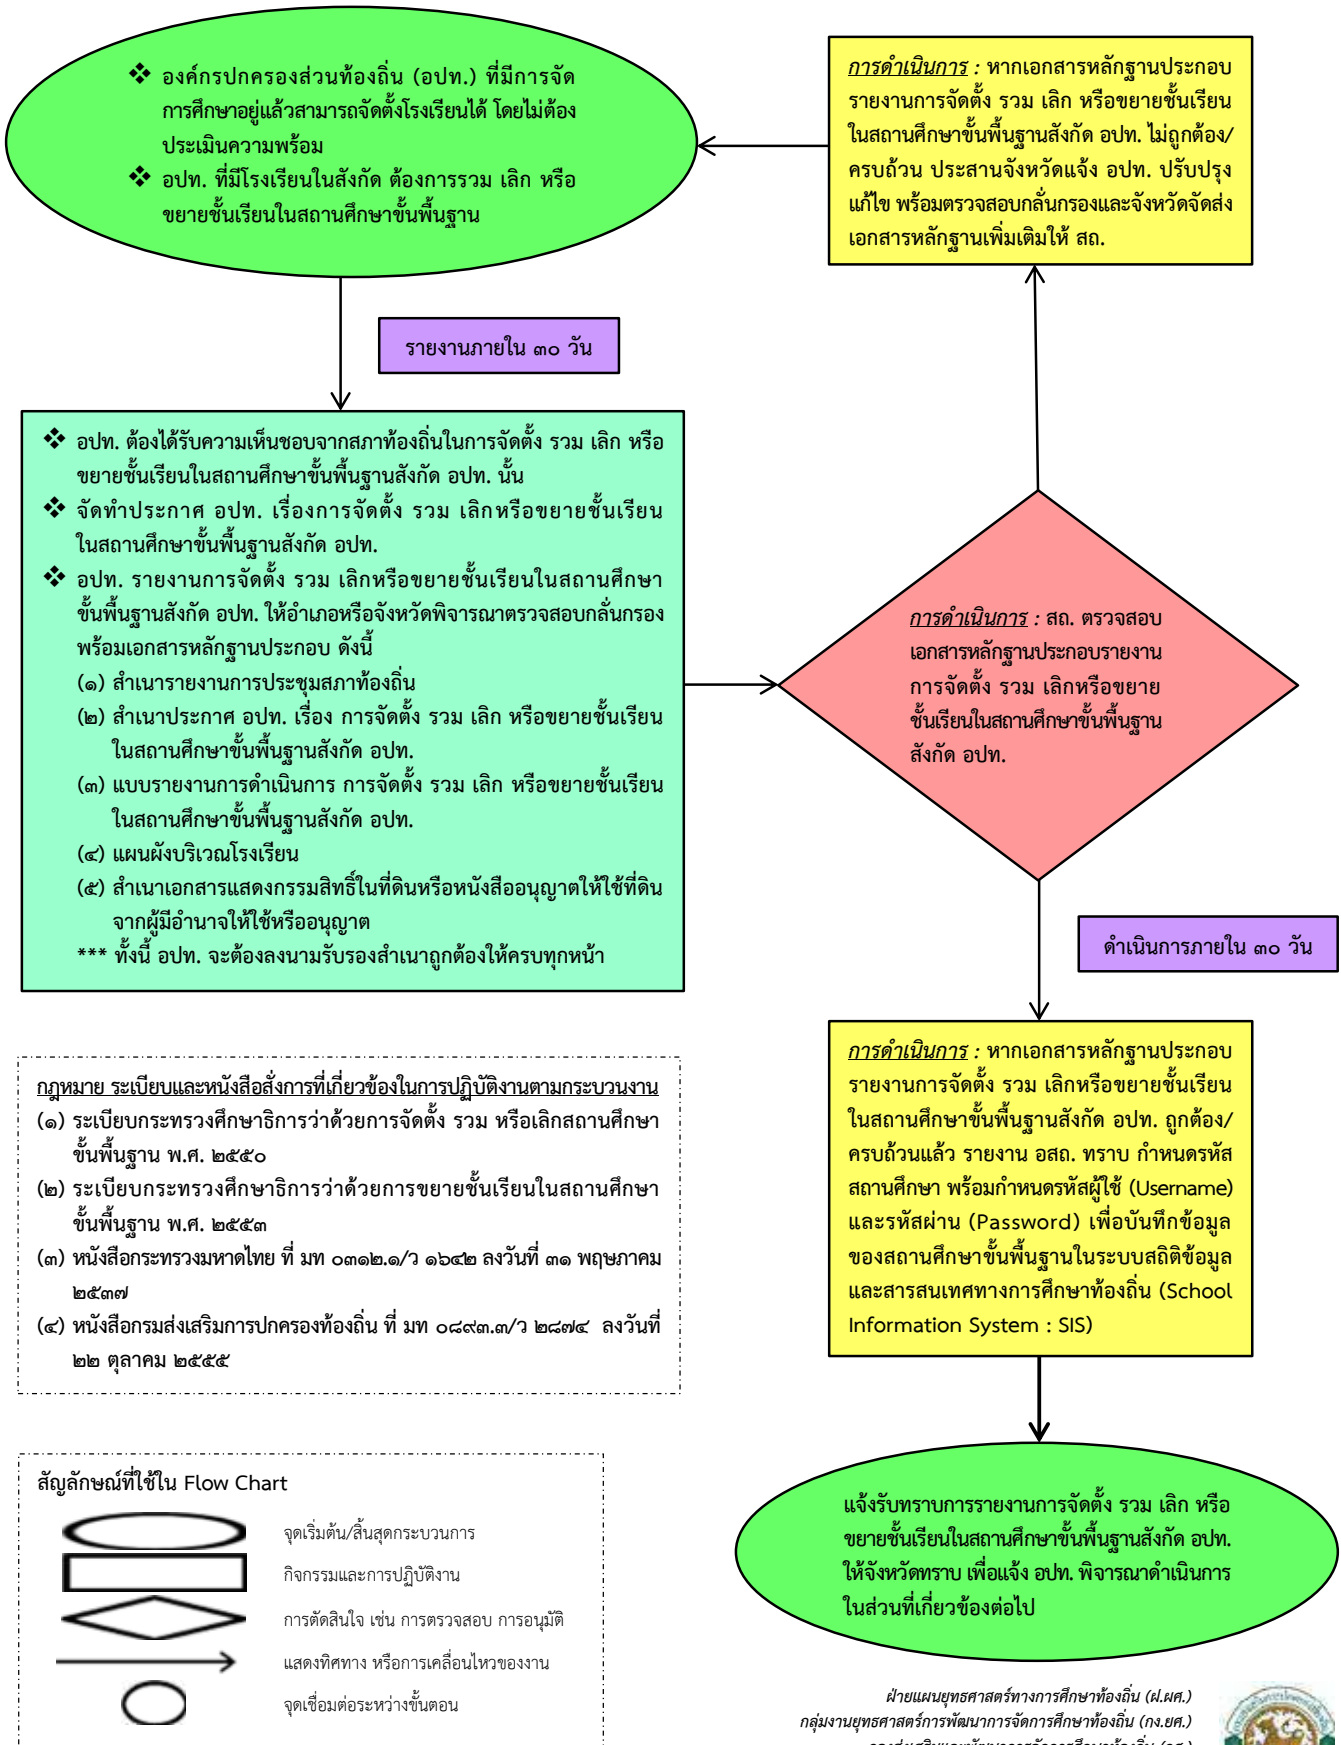 ❖ องค์กรปกครองส่วนท้องถิ่น (อปท.) ที่มีการจัด
การศึกษาอยู่แล้วสามารถจัดตั้งโรงเรียนได้ โดยไม่ต้อง
ประเมินความพร้อม
❖ อปท. ที่มีโรงเรียนในสังกัด ต้องการรวม เลิก หรือ
ขยายชั้นเรียนในสถานศึกษาขั้นพื้นฐาน
การดำเนินการ : หากเอกสารหลักฐานประกอบ
รายงานการจัดตั้ง รวม เลิก หรือขยายชั้นเรียน
ในสถานศึกษาขั้นพื้นฐานสังกัด อปท. ไม่ถูกต้อง/
ครบถ้วน ประสานจังหวัดแจ้ง อปท. ปรับปรุง
แก้ไข พร้อมตรวจสอบกลั่นกรองและจังหวัดจัดส่ง
เอกสารหลักฐานเพิ่มเติมให้ สถ.
รายงานภายใน ๓๐ วัน
❖ อปท. ต้องได้รับความเห็นชอบจากสภาท้องถิ่นในการจัดตั้ง รวม เลิก หรือ
ขยายชั้นเรียนในสถานศึกษาขั้นพื้นฐานสังกัด อปท. นั้น
❖ จัดทำประกาศ อปท. เรื่องการจัดตั้ง รวม เลิกหรือขยายชั้นเรียน
ในสถานศึกษาขั้นพื้นฐานสังกัด อปท.
❖ อปท. รายงานการจัดตั้ง รวม เลิกหรือขยายชั้นเรียนในสถานศึกษา
ขั้นพื้นฐานสังกัด อปท. ให้อำเภอหรือจังหวัดพิจารณาตรวจสอบกลั่นกรอง
พร้อมเอกสารหลักฐานประกอบ ดังนี้
(๑) สำเนารายงานการประชุมสภาท้องถิ่น
(๒) สำเนาประกาศ อปท. เรื่อง การจัดตั้ง รวม เลิก หรือขยายชั้นเรียน
ในสถานศึกษาขั้นพื้นฐานสังกัด อปท.
(๓) แบบรายงานการดำเนินการ การจัดตั้ง รวม เลิก หรือขยายชั้นเรียน
ในสถานศึกษาขั้นพื้นฐานสังกัด อปท.
(๔) แผนผังบริเวณโรงเรียน
(๕) สำเนาเอกสารแสดงกรรมสิทธิ์ในที่ดินหรือหนังสืออนุญาตให้ใช้ที่ดิน
จากผู้มีอำนาจให้ใช้หรืออนุญาต
*** ทั้งนี้ อปท. จะต้องลงนามรับรองสำเนาถูกต้องให้ครบทุกหน้า
การดำเนินการ : สถ. ตรวจสอบ
เอกสารหลักฐานประกอบรายงาน
การจัดตั้ง รวม เลิกหรือขยาย
ชั้นเรียนในสถานศึกษาขั้นพื้นฐาน
สังกัด อปท.
ดำเนินการภายใน ๓๐ วัน
การดำเนินการ : หากเอกสารหลักฐานประกอบ
รายงานการจัดตั้ง รวม เลิกหรือขยายชั้นเรียน
ในสถานศึกษาขั้นพื้นฐานสังกัด อปท. ถูกต้อง/
ครบถ้วนแล้ว รายงาน อสถ. ทราบ กำหนดรหัส
สถานศึกษา พร้อมกำหนดรหัสผู้ใช้ (Username)
และรหัสผ่าน (Password) เพื่อบันทึกข้อมูล
ของสถานศึกษาขั้นพื้นฐานในระบบสถิติข้อมูล
และสารสนเทศทางการศึกษาท้องถิ่น (School
Information System : SIS)
กฎหมาย ระเบียบและหนังสือสั่งการที่เกี่ยวข้องในการปฏิบัติงานตามกระบวนงาน
(๑) ระเบียบกระทรวงศึกษาธิการว่าด้วยการจัดตั้ง รวม หรือเลิกสถานศึกษา
ขั้นพื้นฐาน พ.ศ. ๒๕๕๐
(๒) ระเบียบกระทรวงศึกษาธิการว่าด้วยการขยายชั้นเรียนในสถานศึกษา
ขั้นพื้นฐาน พ.ศ. ๒๕๕๓
(๓) หนังสือกระทรวงมหาดไทย ที่ มท ๐๓๑๒.๑/ว ๑๖๔๒ ลงวันที่ ๓๑ พฤษภาคม
๒๕๓๗
(๔) หนังสือกรมส่งเสริมการปกครองท้องถิ่น ที่ มท ๐๘๙๓.๓/ว ๒๘๗๔ ลงวันที่
๒๒ ตุลาคม ๒๕๕๕
สัญลักษณ์ที่ใช้ใน Flow Chart
จุดเริ่มต้น/สิ้นสุดกระบวนการ
กิจกรรมและการปฏิบัติงาน
การตัดสินใจ เช่น การตรวจสอบ การอนุมัติ
แสดงทิศทาง หรือการเคลื่อนไหวของงาน
จุดเชื่อมต่อระหว่างขั้นตอน
แจ้งรับทราบการรายงานการจัดตั้ง รวม เลิก หรือ
ขยายชั้นเรียนในสถานศึกษาขั้นพื้นฐานสังกัด อปท.
ให้จังหวัดทราบ เพื่อแจ้ง อปท. พิจารณาดำเนินการ
ในส่วนที่เกี่ยวข้องต่อไป
ฝ่ายแผนยุทธศาสตร์ทางการศึกษาท้องถิ่น (ฝ.ผศ.)
กลุ่มงานยุทธศาสตร์การพัฒนาการจัดการศึกษาท้องถิ่น (กง.ยศ.)